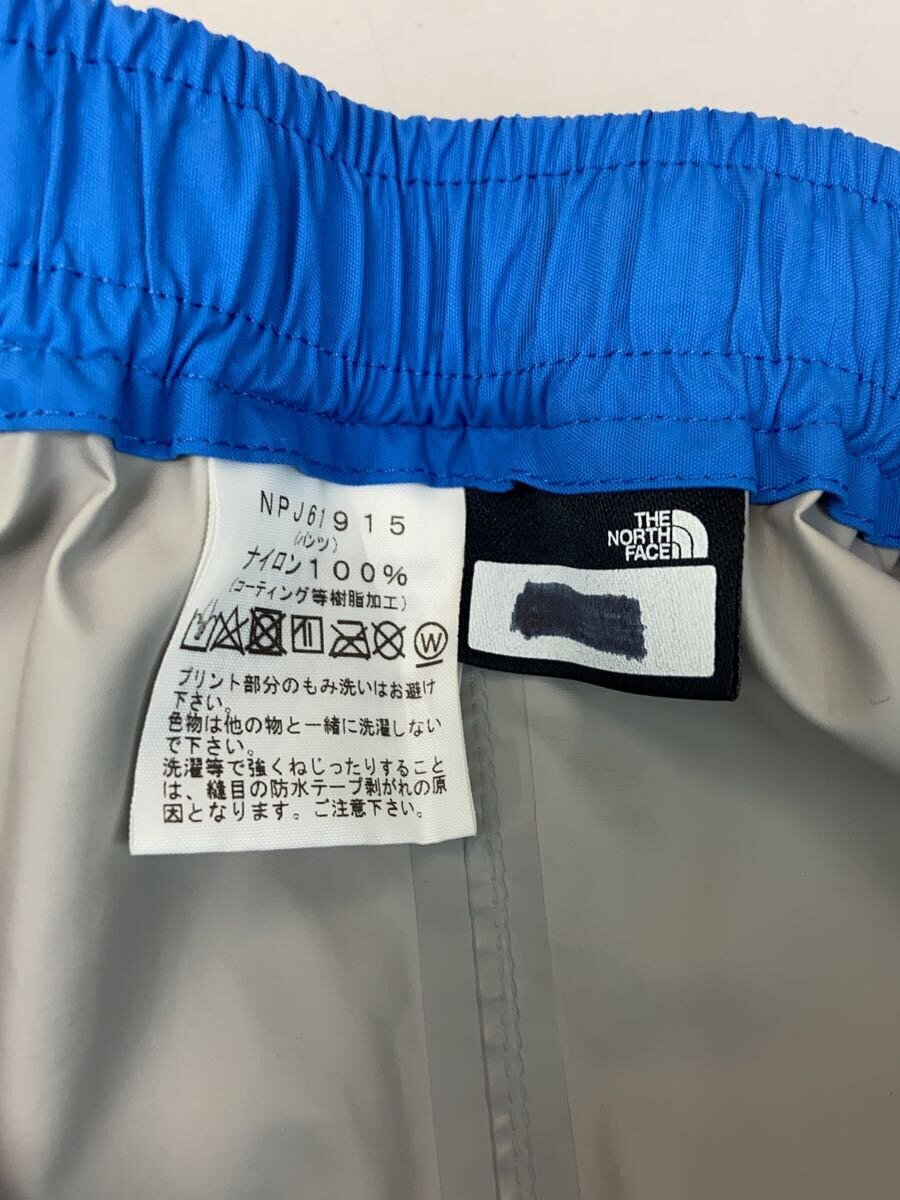 NPJ61915
(パンツ)
ナイロン100%
(コーティング等樹脂加工)
W
プリント部分のもみ洗いはお避け
下さい。
色物は他の物と一緒に洗濯しない
で下さい。
洗濯等で強くねじったりすること
は、縫目の防水テープ剥がれの原
因となります。ご注意下さい。
THE
NORTH
FACE